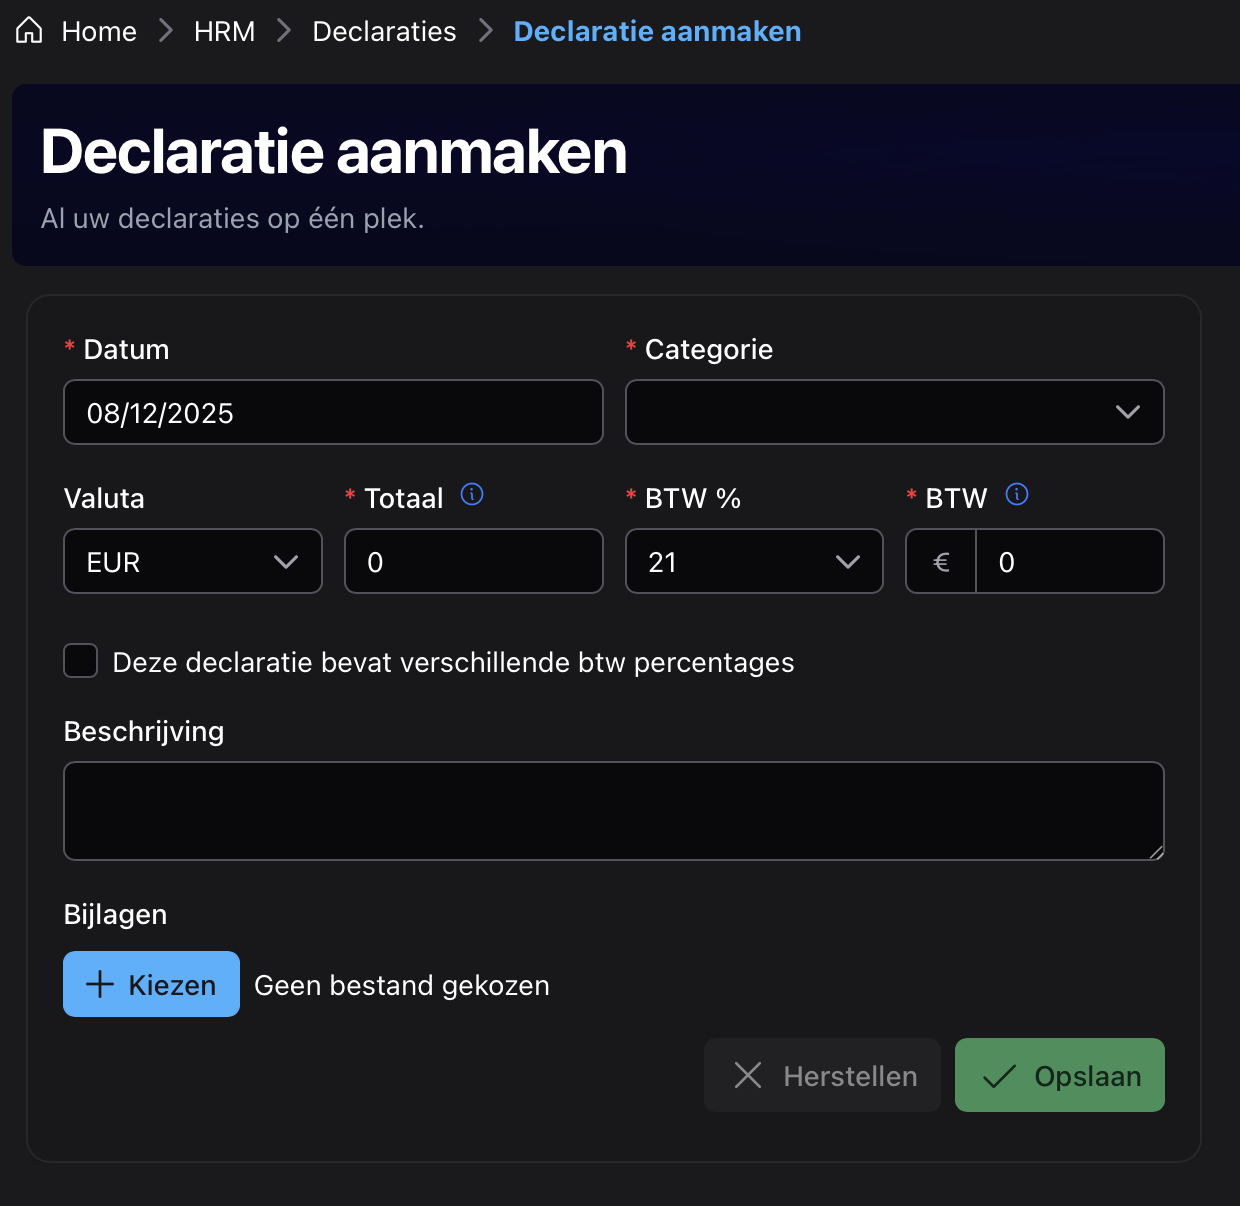 Home > HRM > Declaraties > Declaratie aanmaken
Declaratie aanmaken
Al uw declaraties op één plek.
* Datum * Categorie
08/12/2025
Valuta * Totaal * BTW % * BTW
EUR 0 21 € 0
Deze declaratie bevat verschillende btw percentages
Beschrijving
Bijlagen
Kiezen Geen bestand gekozen
Herstellen Opslaan